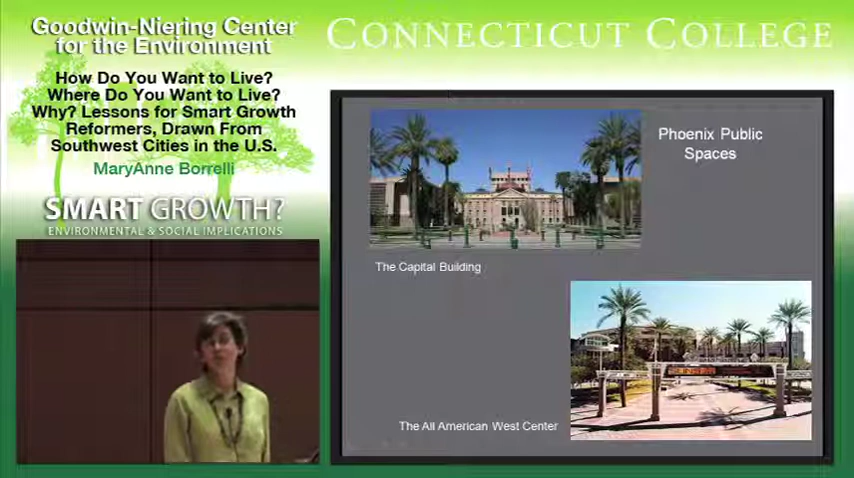 Goodwin-Niering Center
for the Environment
CONNECTICUT COLLEGE
How Do You Want to Live?
Where Do You Want to Live?
Why? Lessons for Smart Growth
Reformers, Drawn From
Southwest Cities in the U.S.
MaryAnne Borrelli
SMART GROWTH?
ENVIRONMENTAL & SOCIAL IMPLICATIONS
Phoenix Public
Spaces
The Capital Building
The All American West Center